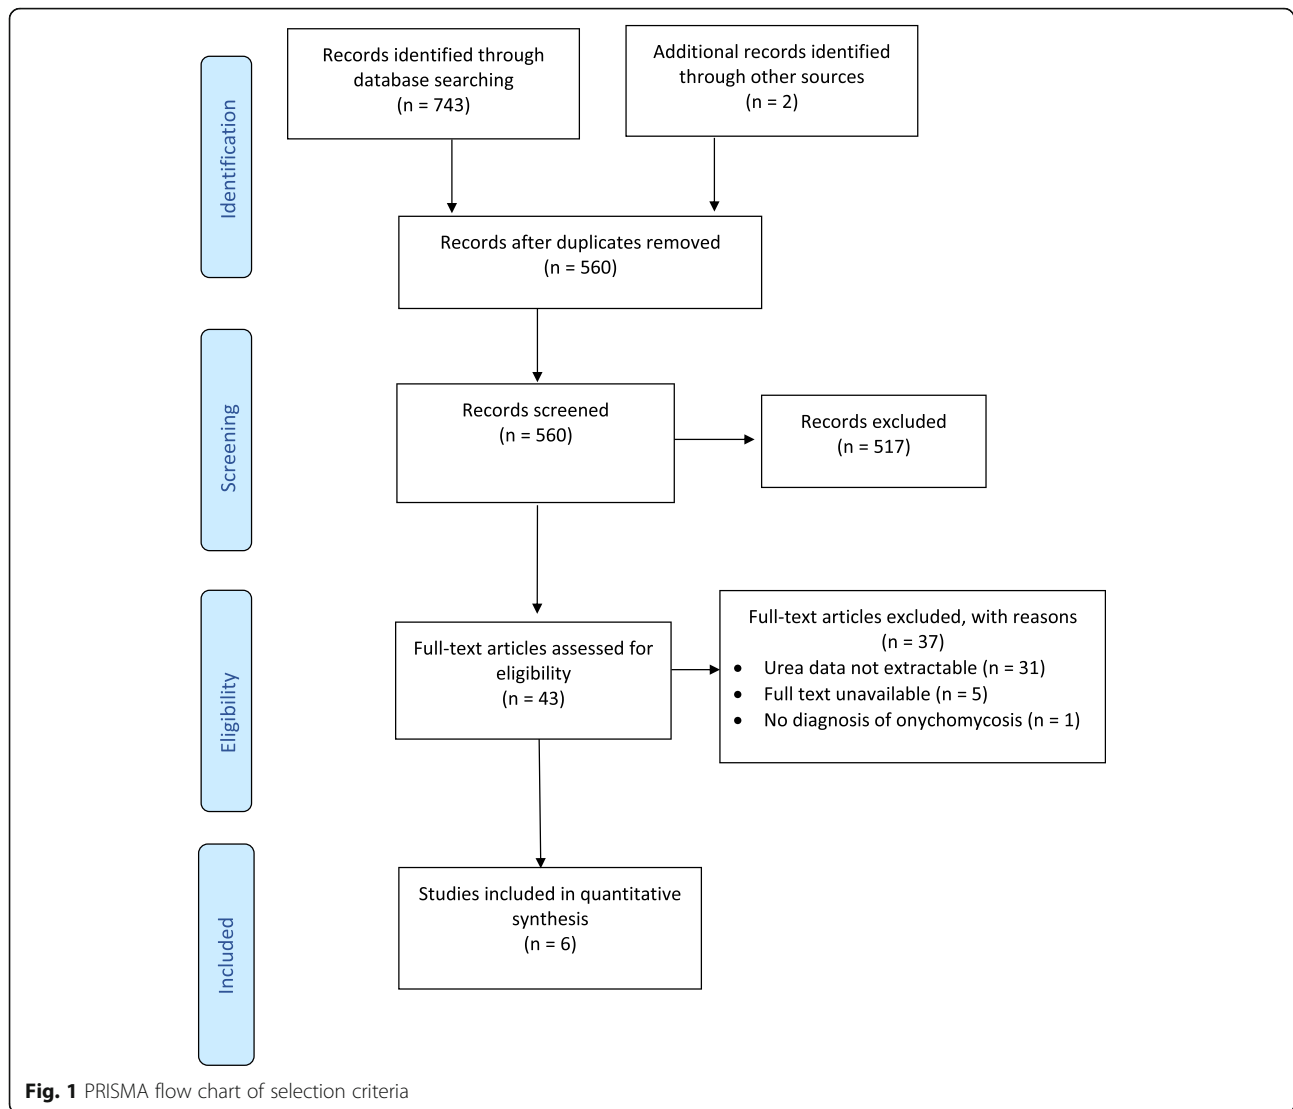 Identification
Records identified through
database searching
(n = 743)
Additional records identified
through other sources
(n = 2)
Records after duplicates removed
(n = 560)
Screening
Records screened
(n = 560)
Records excluded
(n = 517)
Eligibility
Full-text articles assessed for
eligibility
(n = 43)
Full-text articles excluded, with reasons
(n = 37)
• Urea data not extractable (n = 31)
• Full text unavailable (n = 5)
• No diagnosis of onychomycosis (n = 1)
Included
Studies included in quantitative
synthesis
(n = 6)
Fig. 1 PRISMA flow chart of selection criteria